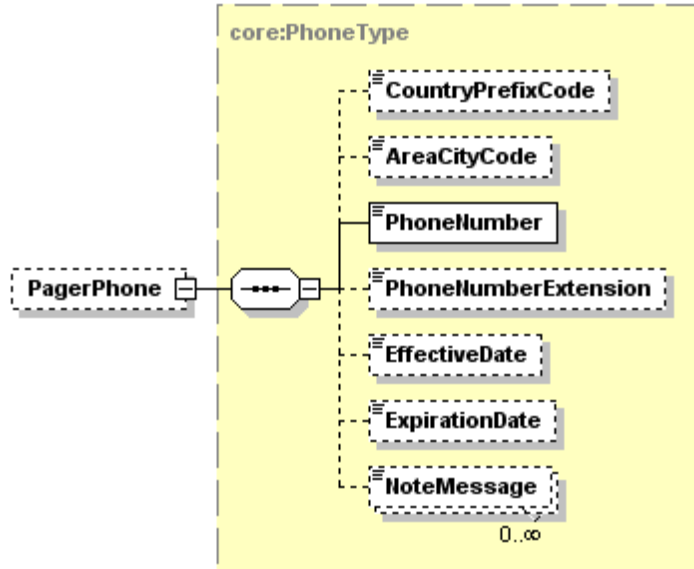 core:PhoneType
CountryPrefixCode
AreaCityCode
PhoneNumber
PagerPhone
PhoneNumberExtension
EffectiveDate
ExpirationDate
NoteMessage
0..∞